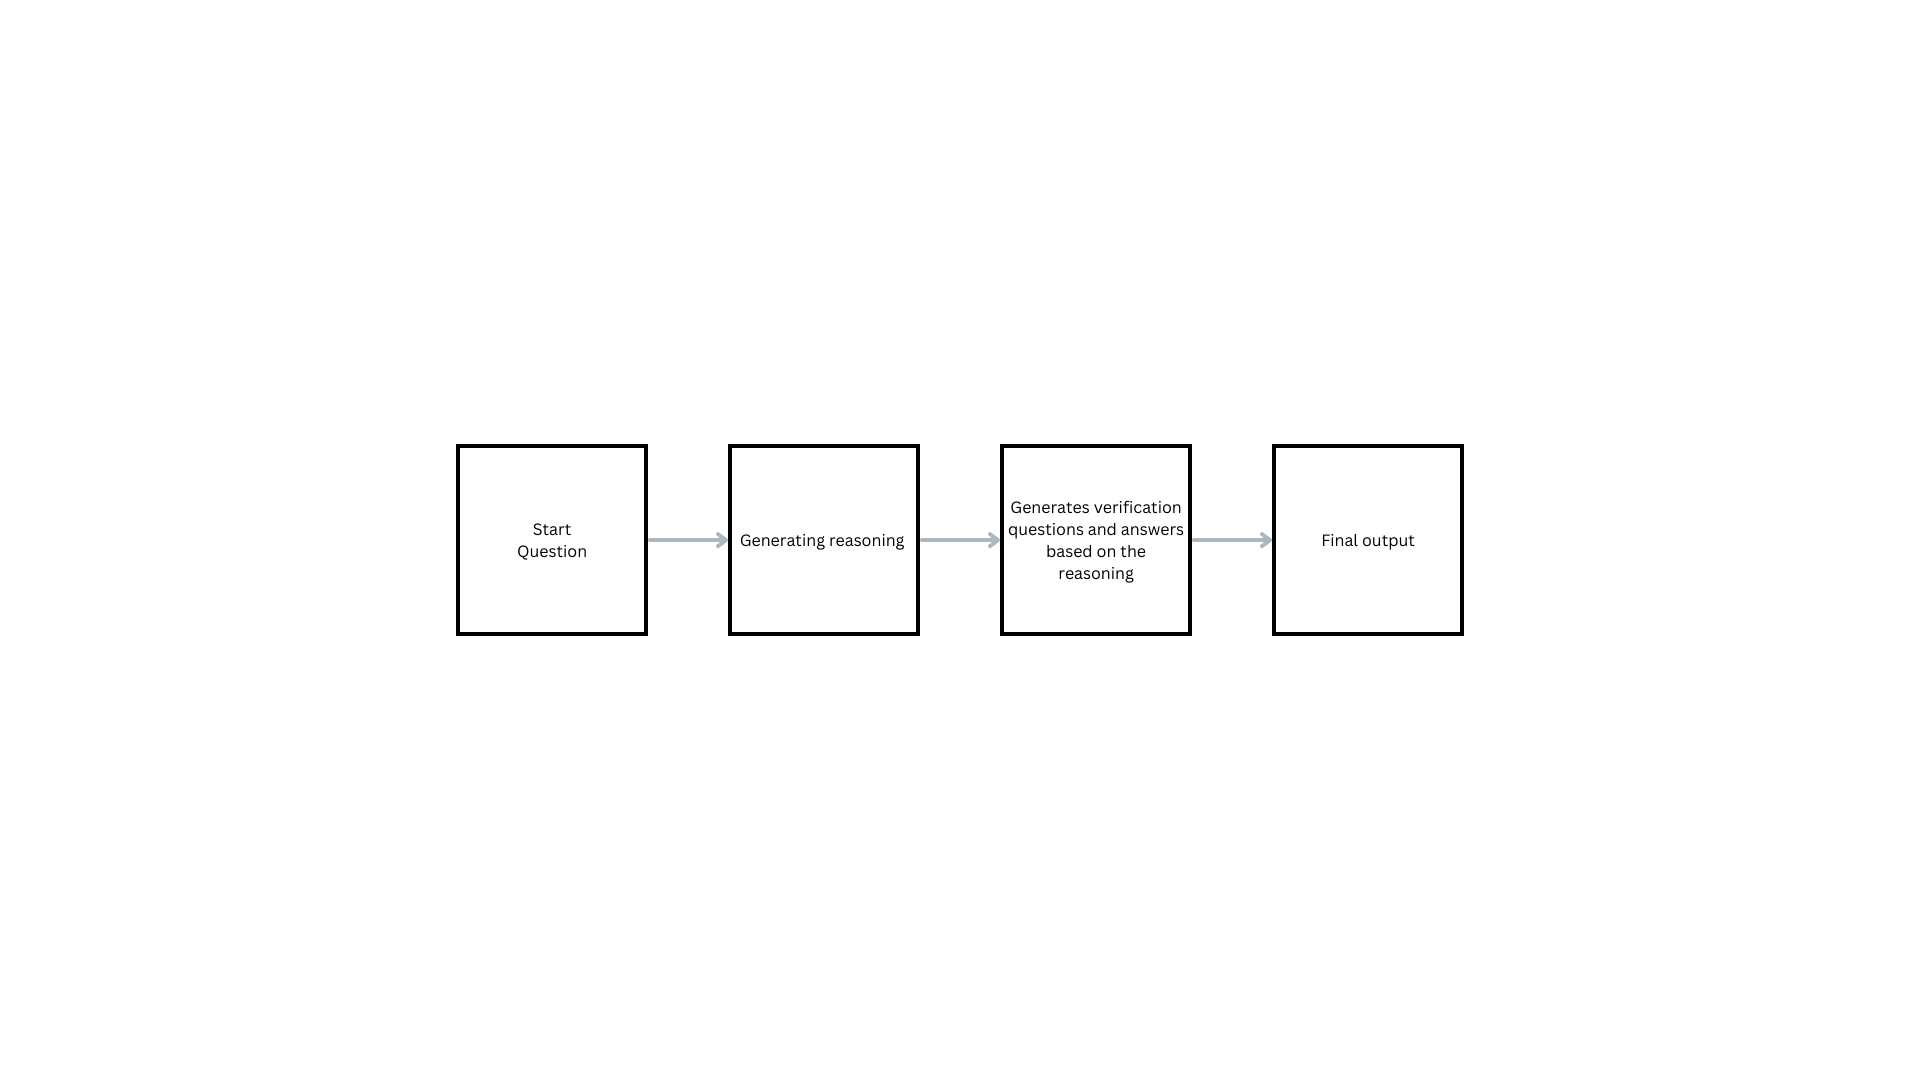 Start
Question
Generating reasoning
Generates verification
questions and answers
based on the
reasoning
Final output